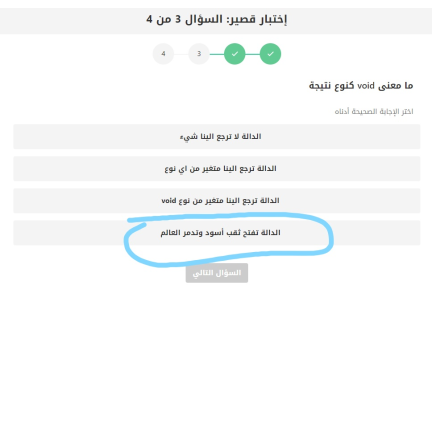 إختبار قصير: السؤال 3 من 4
4 3
ما معنى void كنوع نتيجة
اختر الإجابة الصحيحة أدناه
الدالة لا ترجع الينا شيء
الدالة ترجع الينا متغير من اي نوع
الدالة ترجع الينا متغير من نوع void
الدالة تفتح ثقب أسود وتدمر العالم
السؤال التالي